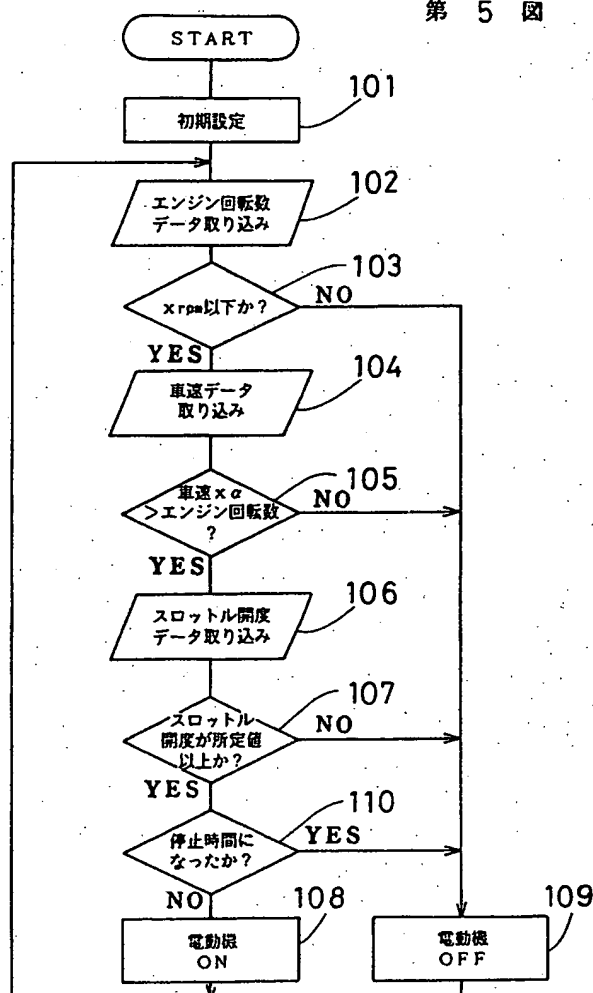 第 5 図
START
初期設定
101
エンジン回転数
データ取り込み
102
xrpm以下か?
103
NO
YES
車速データ
取り込み
104
車速xα
>エンジン回転数
?
105
NO
YES
スロットル開度
データ取り込み
106
スロットル
開度が所定値
以上か?
107
NO
YES
停止時間に
なったか?
110
YES
NO
電動機
ON
108
電動機
OFF
109